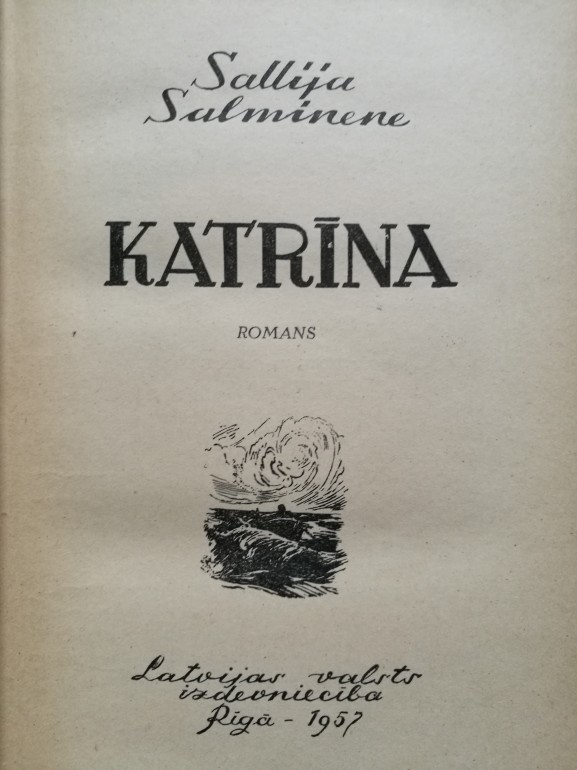 Sallija
Salminene
KATRĪNA
ROMANS
Latvijas valsts
izdevniecība
Rīgā - 1957